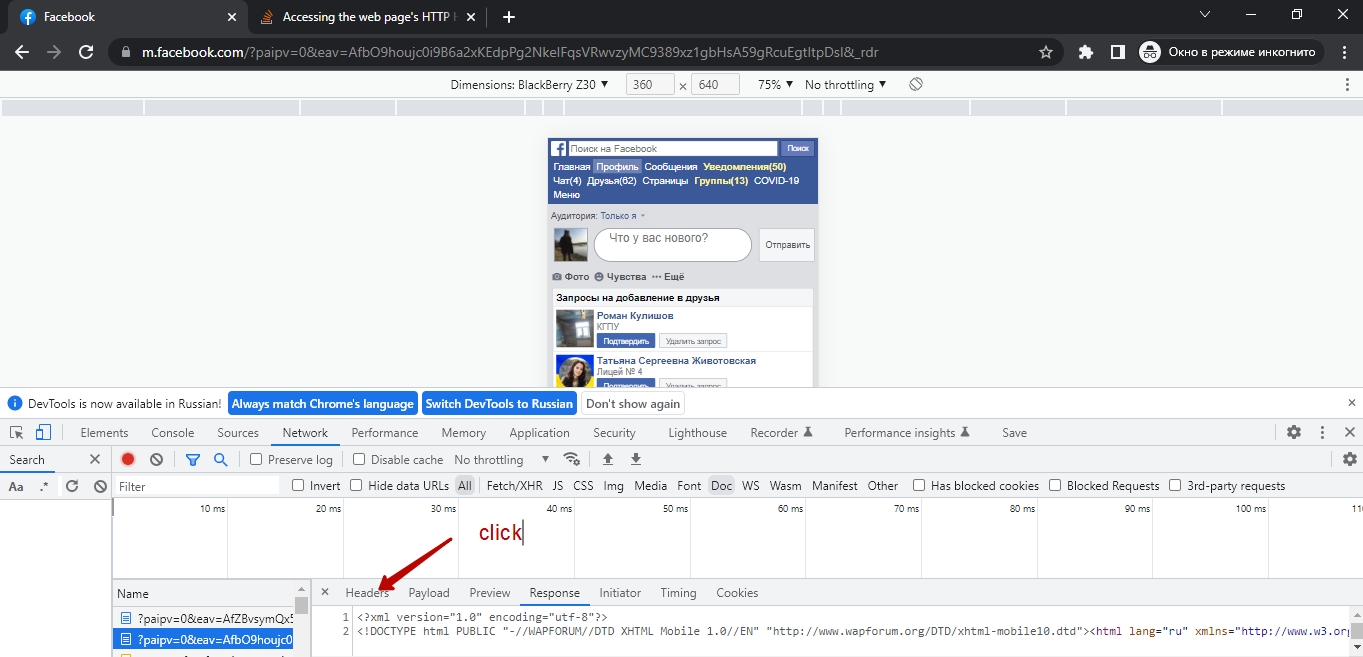 Facebook
Accessing the web page's HTTP H
m.facebook.com/?paipv=0&eav=AfbO9houjc0i9B6a2xKEdpPg2NkelFqsVRwvzyMC9389xz1gbHsA59gRcuEgtItpDsI&_rdr
Окно в режиме инкогнито
Dimensions: BlackBerry Z30 360 × 640 75% No throttling
Поиск на Facebook Поиск
Главная Профиль Сообщения Уведомления(50)
Чат(4) Друзья(62) Страницы Группы(13) COVID-19
Меню
Аудитория: Только я
Что у вас нового? Отправить
Фото Чувства Ещё
Запросы на добавление в друзья
Роман Кулишов
КГПУ
Подтвердить Удалить запрос
Татьяна Сергеевна Животовская
Лицей № 4
Подтвердить Удалить запрос
DevTools is now available in Russian! Always match Chrome's language Switch DevTools to Russian Don't show again
Elements Console Sources Network Performance Memory Application Security Lighthouse Recorder Performance insights Save
Search Preserve log Disable cache No throttling
Aa .* Filter Invert Hide data URLs All Fetch/XHR JS CSS Img Media Font Doc WS Wasm Manifest Other Has blocked cookies Blocked Requests 3rd-party requests
10 ms 20 ms 30 ms 40 ms 50 ms 60 ms 70 ms 80 ms 90 ms 100 ms 11
click
Name Headers Payload Preview Response Initiator Timing Cookies
?paipv=0&eav=AfZBvsymQx5 1 <?xml version="1.0" encoding="utf-8"?>
?paipv=0&eav=AfbO9houjc0 2 <!DOCTYPE html PUBLIC "-//WAPFORUM//DTD XHTML Mobile 1.0//EN" "http://www.wapforum.org/DTD/xhtml-mobile10.dtd"><html lang="ru" xmlns="http://www.w3.org